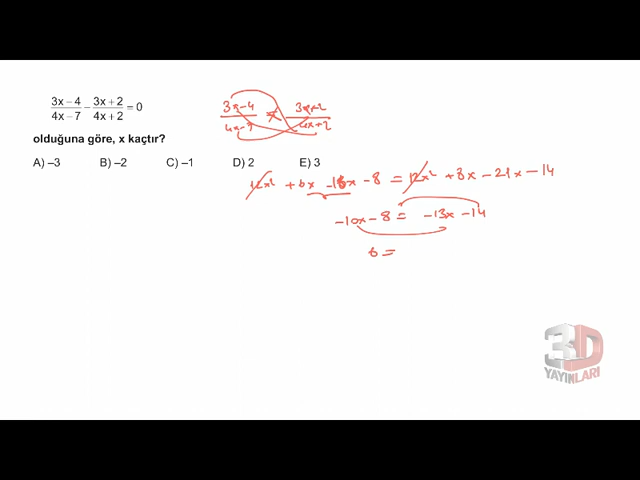 3x – 4 / 4x – 7 – 3x + 2 / 4x + 2 = 0
olduğuna göre, x kaçtır?
A) –3 B) –2 C) –1 D) 2 E) 3
3x-4 / 4x-7 = 3x+2 / 4x+2
12x² + 6x - 16x - 8 = 12x² + 8x - 21x - 14
-10x - 8 = -13x - 14
6 =
3D
YAYINLARI